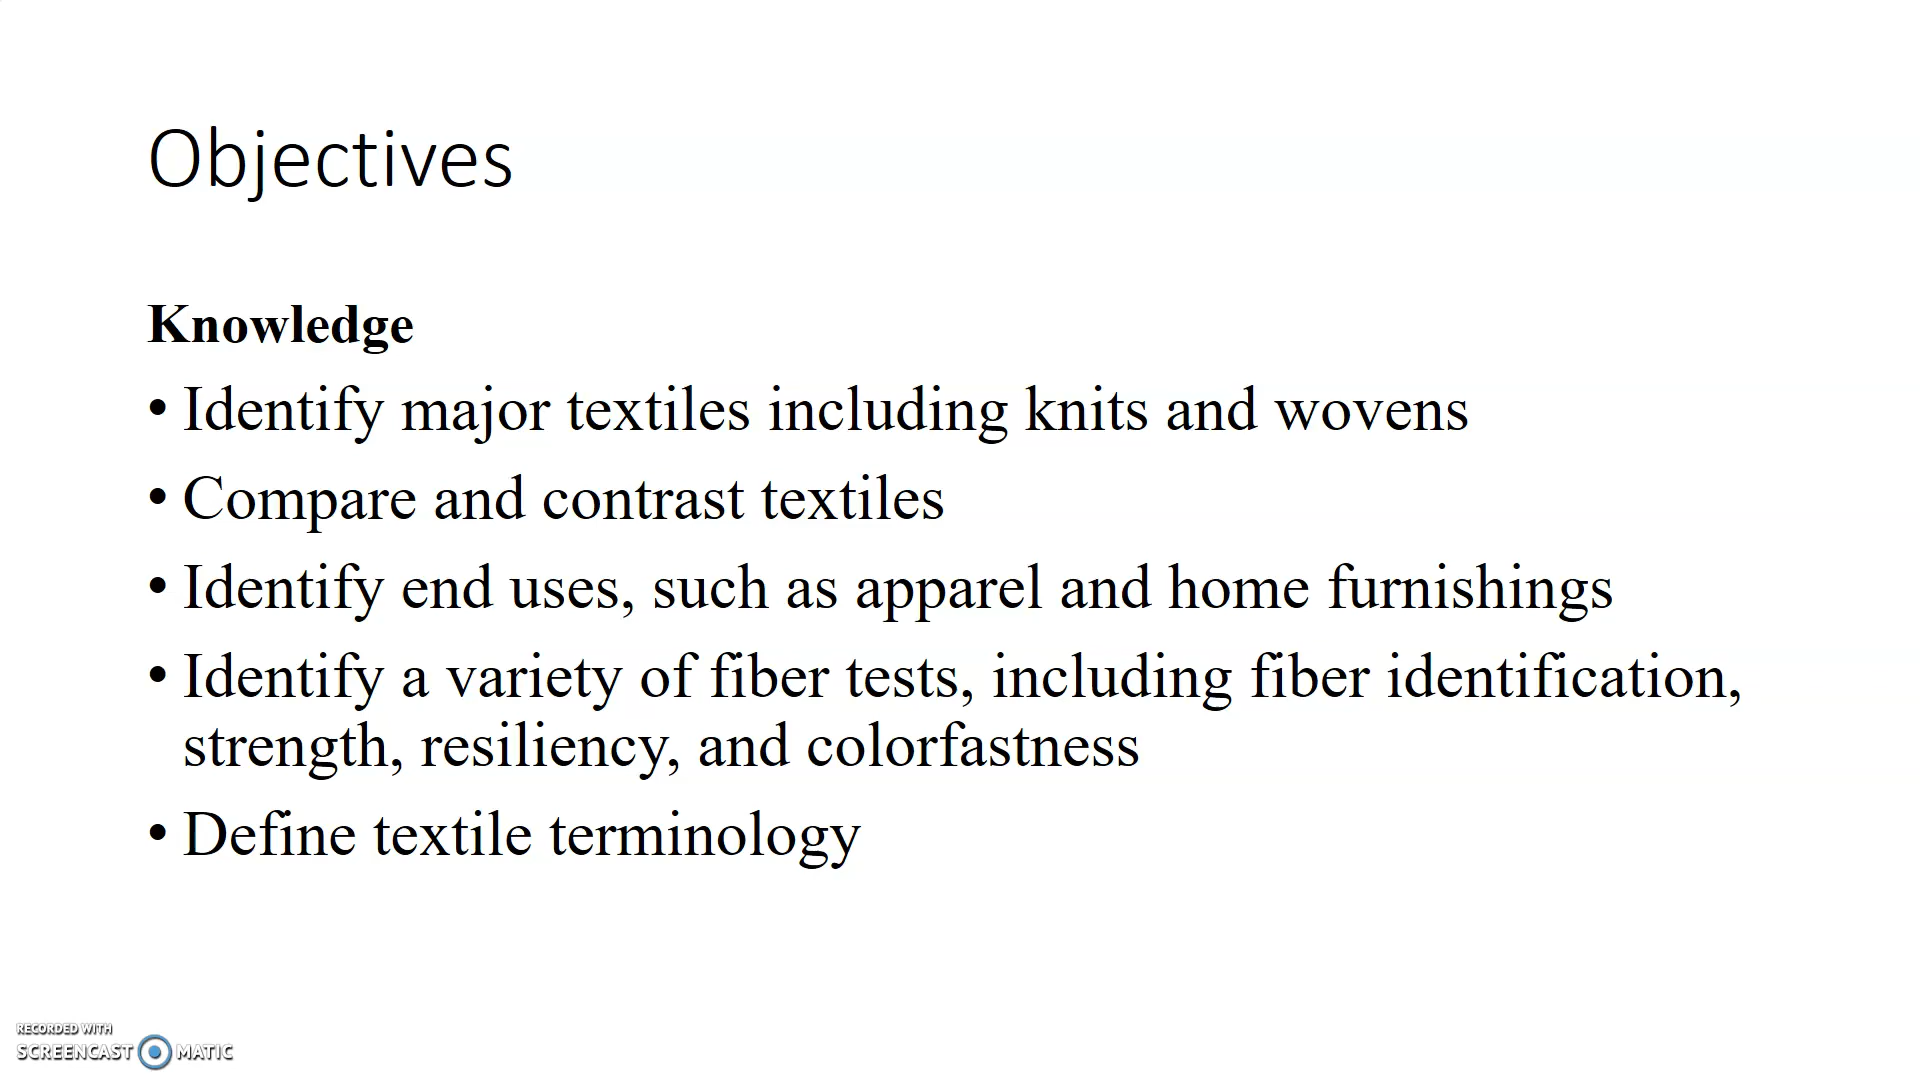 Objectives
Knowledge
• Identify major textiles including knits and wovens
• Compare and contrast textiles
• Identify end uses, such as apparel and home furnishings
• Identify a variety of fiber tests, including fiber identification,
strength, resiliency, and colorfastness
• Define textile terminology
RECORDED WITH
SCREENCAST MATIC